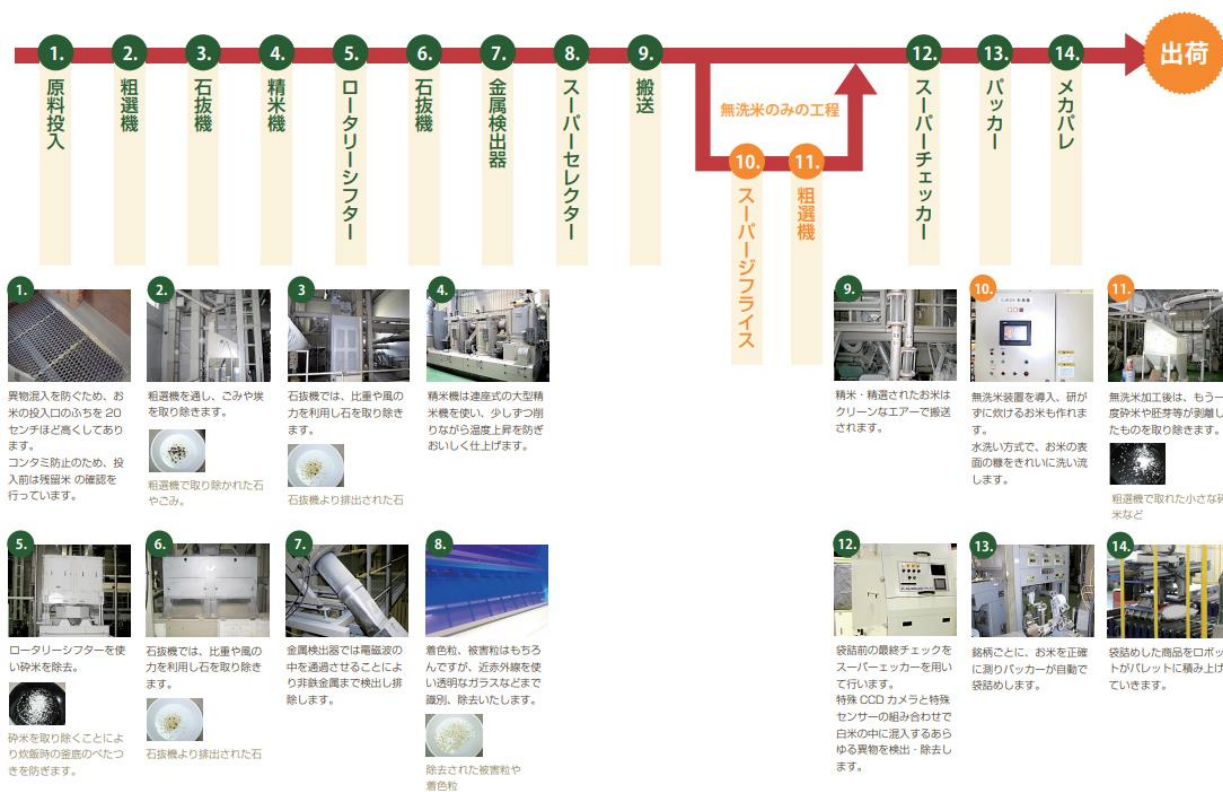 1.
原料投入
2.
粗選機
3.
石抜機
4.
精米機
5.
ロータリーシフター
6.
石抜機
7.
金属検出器
8.
スーパーセレクター
9.
搬送
無洗米のみの工程
10.
スーパージフライス
11.
粗選機
12.
スーパーチェッカー
13.
パッカー
14.
メカパレ
出荷
1.
異物混入を防ぐため、お
米の投入口のふちを 20
センチほど高くしてあり
ます。
コンタミ防止のため、投
入前は残留米 の確認を
行っています。
2.
粗選機を通し、ごみや埃
を取り除きます。
粗選機で取り除かれた石
やごみ。
3
石抜機では、比重や風の
力を利用し石を取り除き
ます。
石抜機より排出された石
4.
精米機は連座式の大型精
米機を使い、少しずつ削
りながら温度上昇を防ぎ
おいしく仕上げます。
5.
ロータリーシフターを使
い砕米を除去。
砕米を取り除くことによ
り炊飯時の釜底のべたつ
きを防ぎます。
6.
石抜機では、比重や風の
力を利用し石を取り除き
ます。
石抜機より排出された石
7.
金属検出器では電磁波の
中を通過させることによ
り非鉄金属まで検出し排
除します。
8.
着色粒、被害粒はもちろ
んですが、近赤外線を使
い透明なガラスなどまで
識別、除去いたします。
除去された被害粒や
着色粒
9.
精米・精選されたお米は
クリーンなエアーで搬送
されます。
10.
無洗米装置を導入、研が
ずに炊けるお米も作れま
す。
水洗い方式で、お米の表
面の糠をきれいに洗い流
します。
11.
無洗米加工後は、もう一
度砕米や胚芽等が剥離し
たものを取り除きます。
粗選機で取れた小さな砕
米など
12.
袋詰前の最終チェックを
スーパーェッカーを用い
て行います。
特殊 CCD カメラと特殊
センサーの組み合わせで
白米の中に混入するあら
ゆる異物を検出・除去し
ます。
13.
銘柄ごとに、お米を正確
に測りパッカーが自動で
袋詰めします。
14.
袋詰めした商品をロボッ
トがパレットに積み上げ
ていきます。